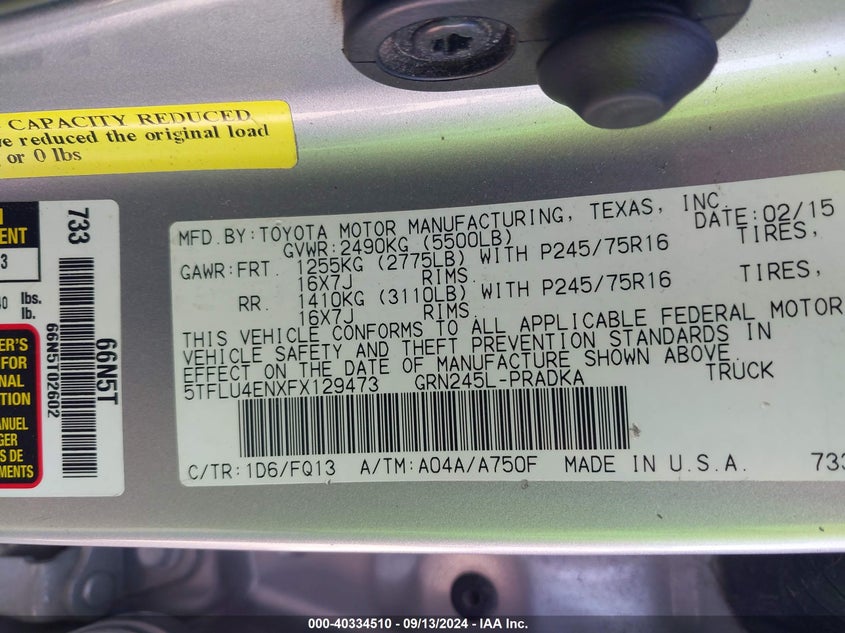 CAPACITY REDUCED
reduced the original load
or 0 lbs
733
66N5T02602
66N5T
lbs.
lb.
MFD.BY:TOYOTA MOTOR MANUFACTURING, TEXAS, INC.
DATE:02/15
GVWR:2490KG (5500LB)
GAWR:FRT. 1255KG (2775LB) WITH P245/75R16 TIRES,
16X7J RIMS.
RR. 1410KG (3110LB) WITH P245/75R16 TIRES,
16X7J RIMS.
THIS VEHICLE CONFORMS TO ALL APPLICABLE FEDERAL MOTOR
VEHICLE SAFETY AND THEFT PREVENTION STANDARDS IN
EFFECT ON THE DATE OF MANUFACTURE SHOWN ABOVE.
5TFLU4ENXFX129473 GRN245L-PRADKA TRUCK
C/TR:1D6/FQ13 A/TM:A04A/A750F MADE IN U.S.A. 733
000-40334510 - 09/13/2024 - IAA Inc.